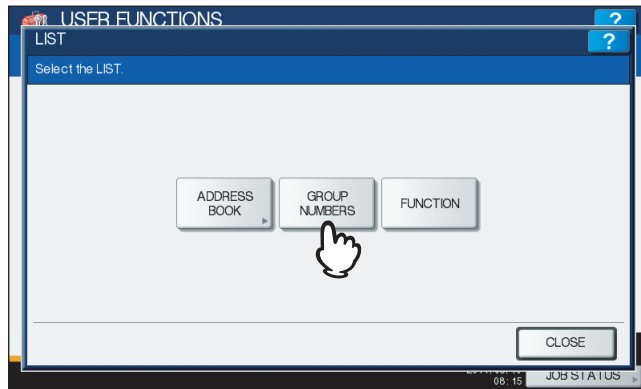 USER FUNCTIONS
?
LIST
?
Select the LIST.
ADDRESS
BOOK
GROUP
NUMBERS
FUNCTION
CLOSE
08:15
JOB STATUS